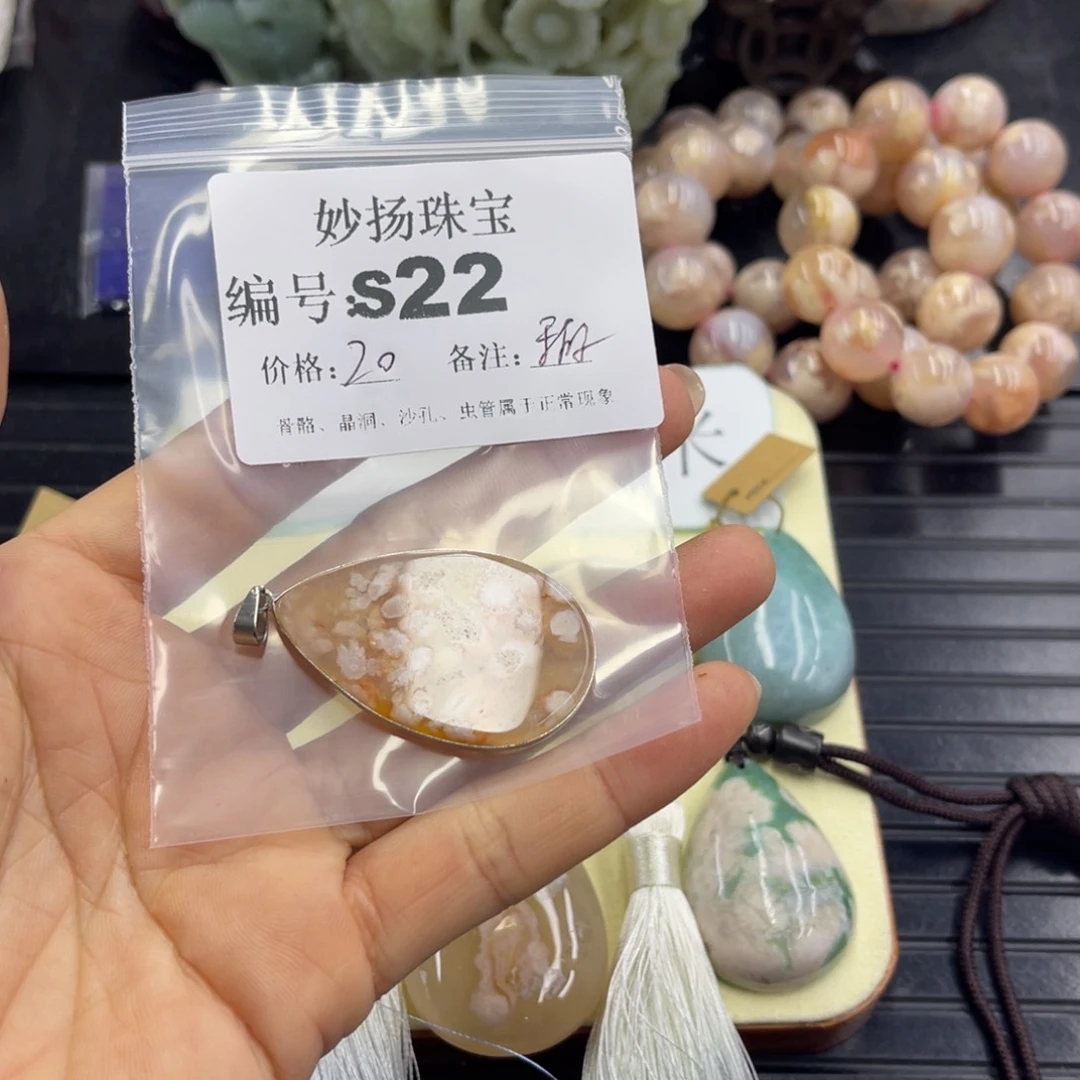 妙扬珠宝
编号:s22
价格:20 备注:
骨骼、晶洞、沙孔、虫管属于正常现象